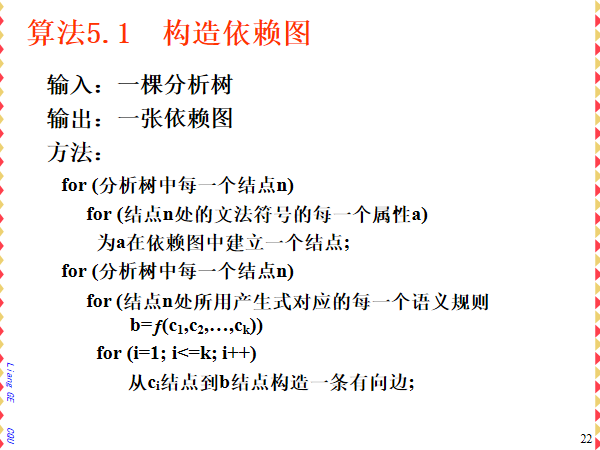 算法5.1 构造依赖图
输入：一棵分析树
输出：一张依赖图
方法：
for (分析树中每一个结点n)
for (结点n处的文法符号的每一个属性a)
为a在依赖图中建立一个结点;
for (分析树中每一个结点n)
for (结点n处所用产生式对应的每一个语义规则
b=f(c1,c2,…,ck))
for (i=1; i<=k; i++)
从ci结点到b结点构造一条有向边;
Liang GE CQU
22